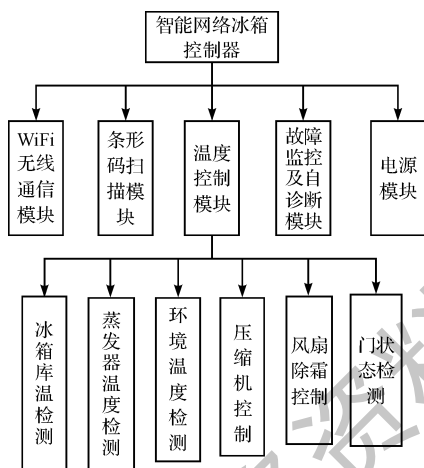 智能网络冰箱
控制器
WiFi
无线
通信
模块
条形
码扫
描模
块
温度
控制
模块
故障
监控
及自
诊断
模块
电源
模块
冰
箱
库
温
检
测
蒸
发
器
温
度
检
测
环
境
温
度
检
测
压
缩
机
控
制
风扇
除霜
控制
门状
态检
测
资料